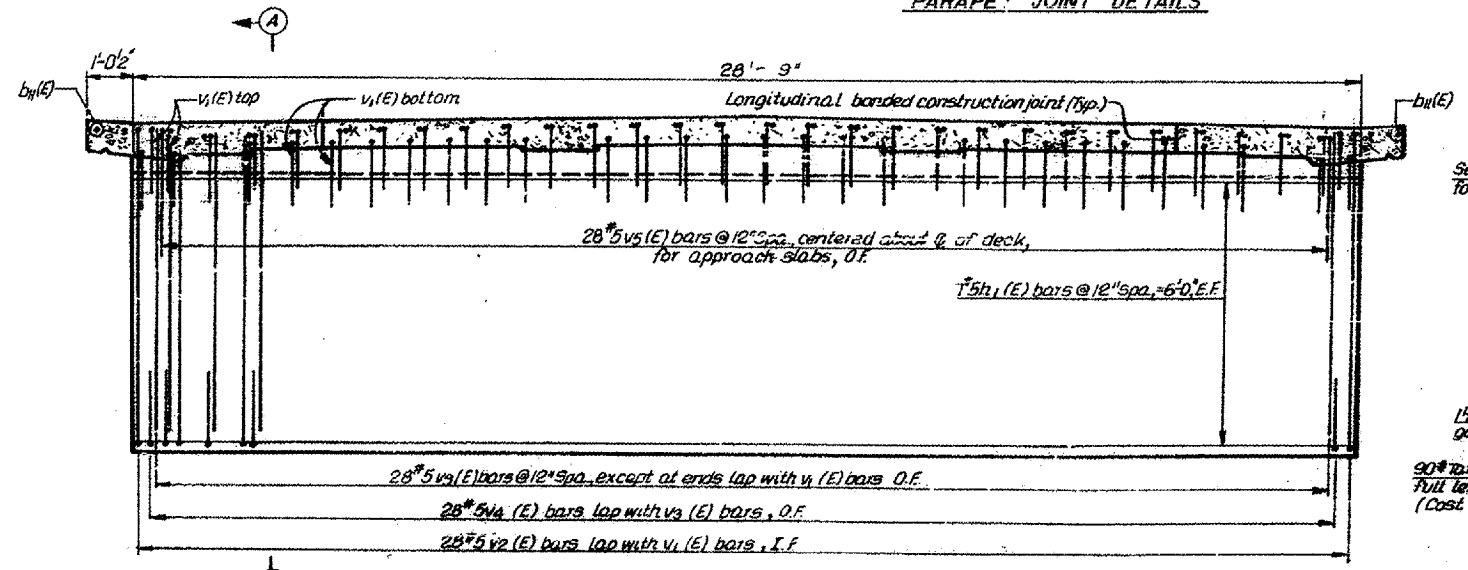 PARAPET JOINT DETAILS
A
1'-0½"
28'-9"
b₁₁(E)
v₁(E) top
v₁(E) bottom
Longitudinal bonded construction joint (Typ.)
b₁₁(E)
28 #5 v5 (E) bars @ 12" Spa., centered about ℄ of deck,
for approach slabs, O.F.
7 #5 h₁ (E) bars @ 12" spa. = 6'-0", E.F.
28 #5 v3 (E) bars @ 12" Spa., except at ends lap with v₁ (E) bars O.F.
28 #5 v4 (E) bars lap with v3 (E) bars, O.F.
28 #5 v2 (E) bars lap with v₁ (E) bars, I.F.
90#
full
(Cost